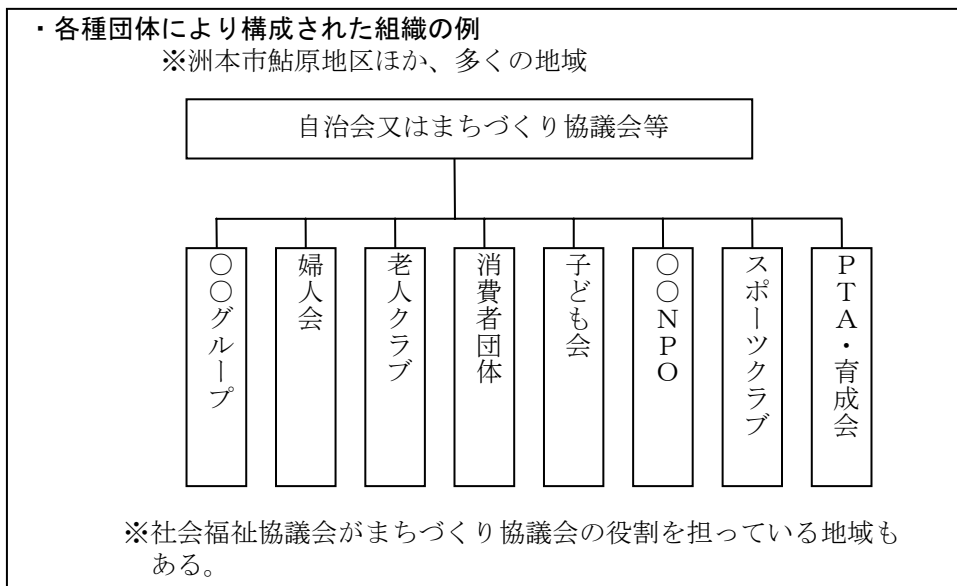 ・各種団体により構成された組織の例
※洲本市鮎原地区ほか、多くの地域
自治会又はまちづくり協議会等
〇〇グループ
婦人会
老人クラブ
消費者団体
子ども会
〇〇NPO
スポーツクラブ
PTA・育成会
※社会福祉協議会がまちづくり協議会の役割を担っている地域も
ある。